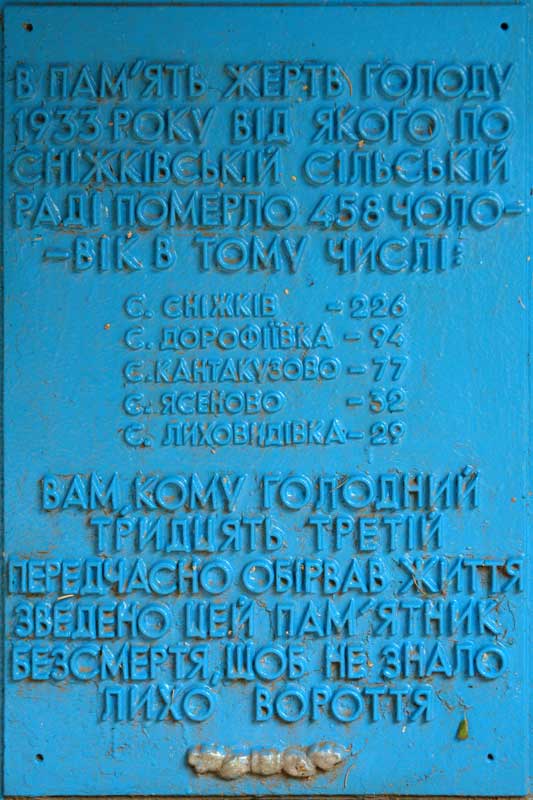 В ПАМ'ЯТЬ ЖЕРТВ ГОЛОДУ
1933 РОКУ ВІД ЯКОГО ПО
СНІЖКІВСЬКІЙ СІЛЬСЬКІЙ
РАДІ ПОМЕРЛО 458 ЧОЛО-
-ВІК В ТОМУ ЧИСЛІ:
С. СНІЖКІВ - 226
С. ДОРОФІЇВКА - 94
С. КАНТАКУЗОВО - 77
С. ЯСЕНОВО - 32
С. ЛИХОВИДІВКА - 29
ВАМ, КОМУ ГОЛОДНИЙ
ТРИДЦЯТЬ ТРЕТІЙ
ПЕРЕДЧАСНО ОБІРВАВ ЖИТТЯ
ЗВЕДЕНО ЦЕЙ ПАМ'ЯТНИК
БЕЗСМЕРТЯ, ЩОБ НЕ ЗНАЛО
ЛИХО ВОРОТТЯ